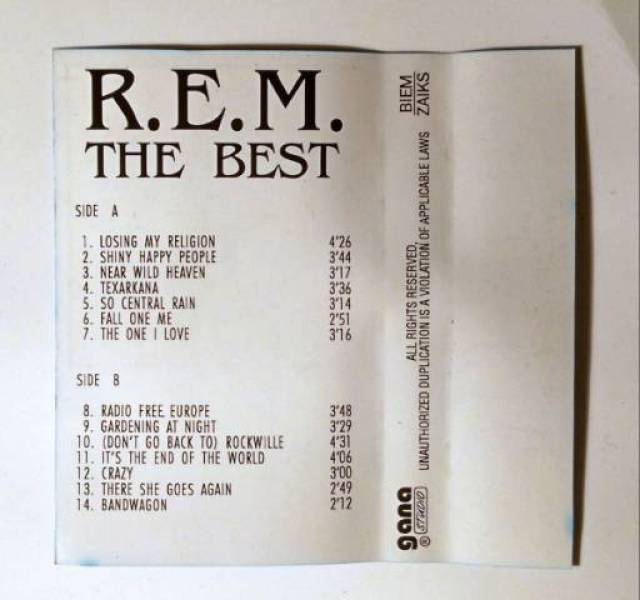 R.E.M.
THE BEST
SIDE A
1. LOSING MY RELIGION 4'26
2. SHINY HAPPY PEOPLE 3'44
3. NEAR WILD HEAVEN 3'17
4. TEXARKANA 3'36
5. SO CENTRAL RAIN 3'14
6. FALL ONE ME 2'51
7. THE ONE I LOVE 3'16
SIDE B
8. RADIO FREE EUROPE 3'48
9. GARDENING AT NIGHT 3'29
10. (DON'T GO BACK TO) ROCKWILLE 4'31
11. IT'S THE END OF THE WORLD 4'06
12. CRAZY 3'00
13. THERE SHE GOES AGAIN 2'49
14. BANDWAGON 2'12
gana
® STUDIO
ALL RIGHTS RESERVED,
UNAUTHORIZED DUPLICATION IS A VIOLATION OF APPLICABLE LAWS
BIEM
ZAIKS